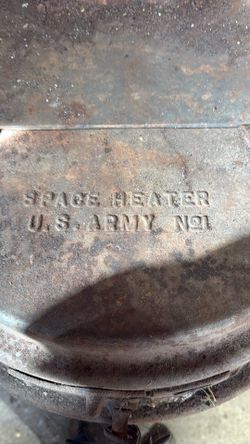 SPACE HEATER
U.S. ARMY No1